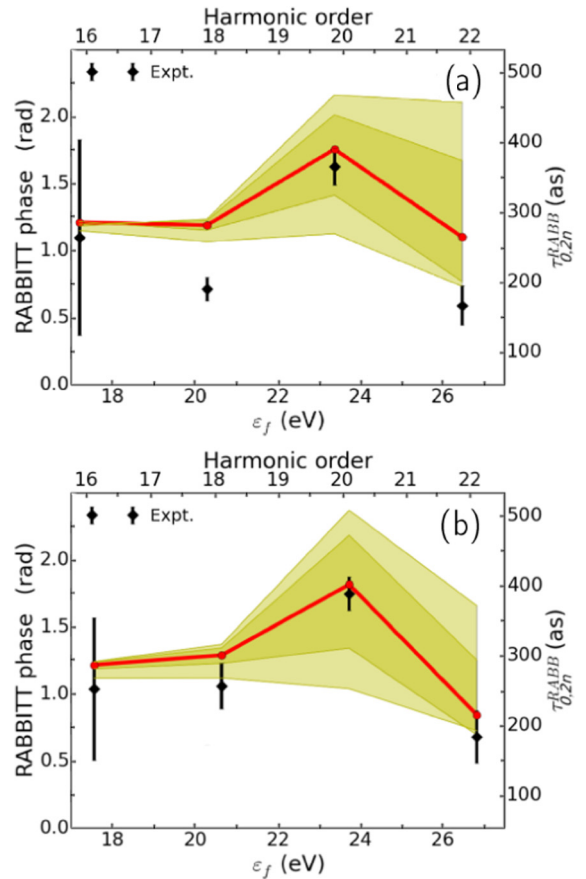 Harmonic order
16 17 18 19 20 21 22
Expt.
(a)
RABBITT phase (rad)
2.0
1.5
1.0
0.5
0.0
500
400
300
200
100
τ^{RABB}_{0,2n} (as)
18 20 22 24 26
ε_f (eV)
Harmonic order
16 17 18 19 20 21 22
Expt.
(b)
RABBITT phase (rad)
2.0
1.5
1.0
0.5
0.0
500
400
300
200
100
τ^{RABB}_{0,2n} (as)
18 20 22 24 26
ε_f (eV)